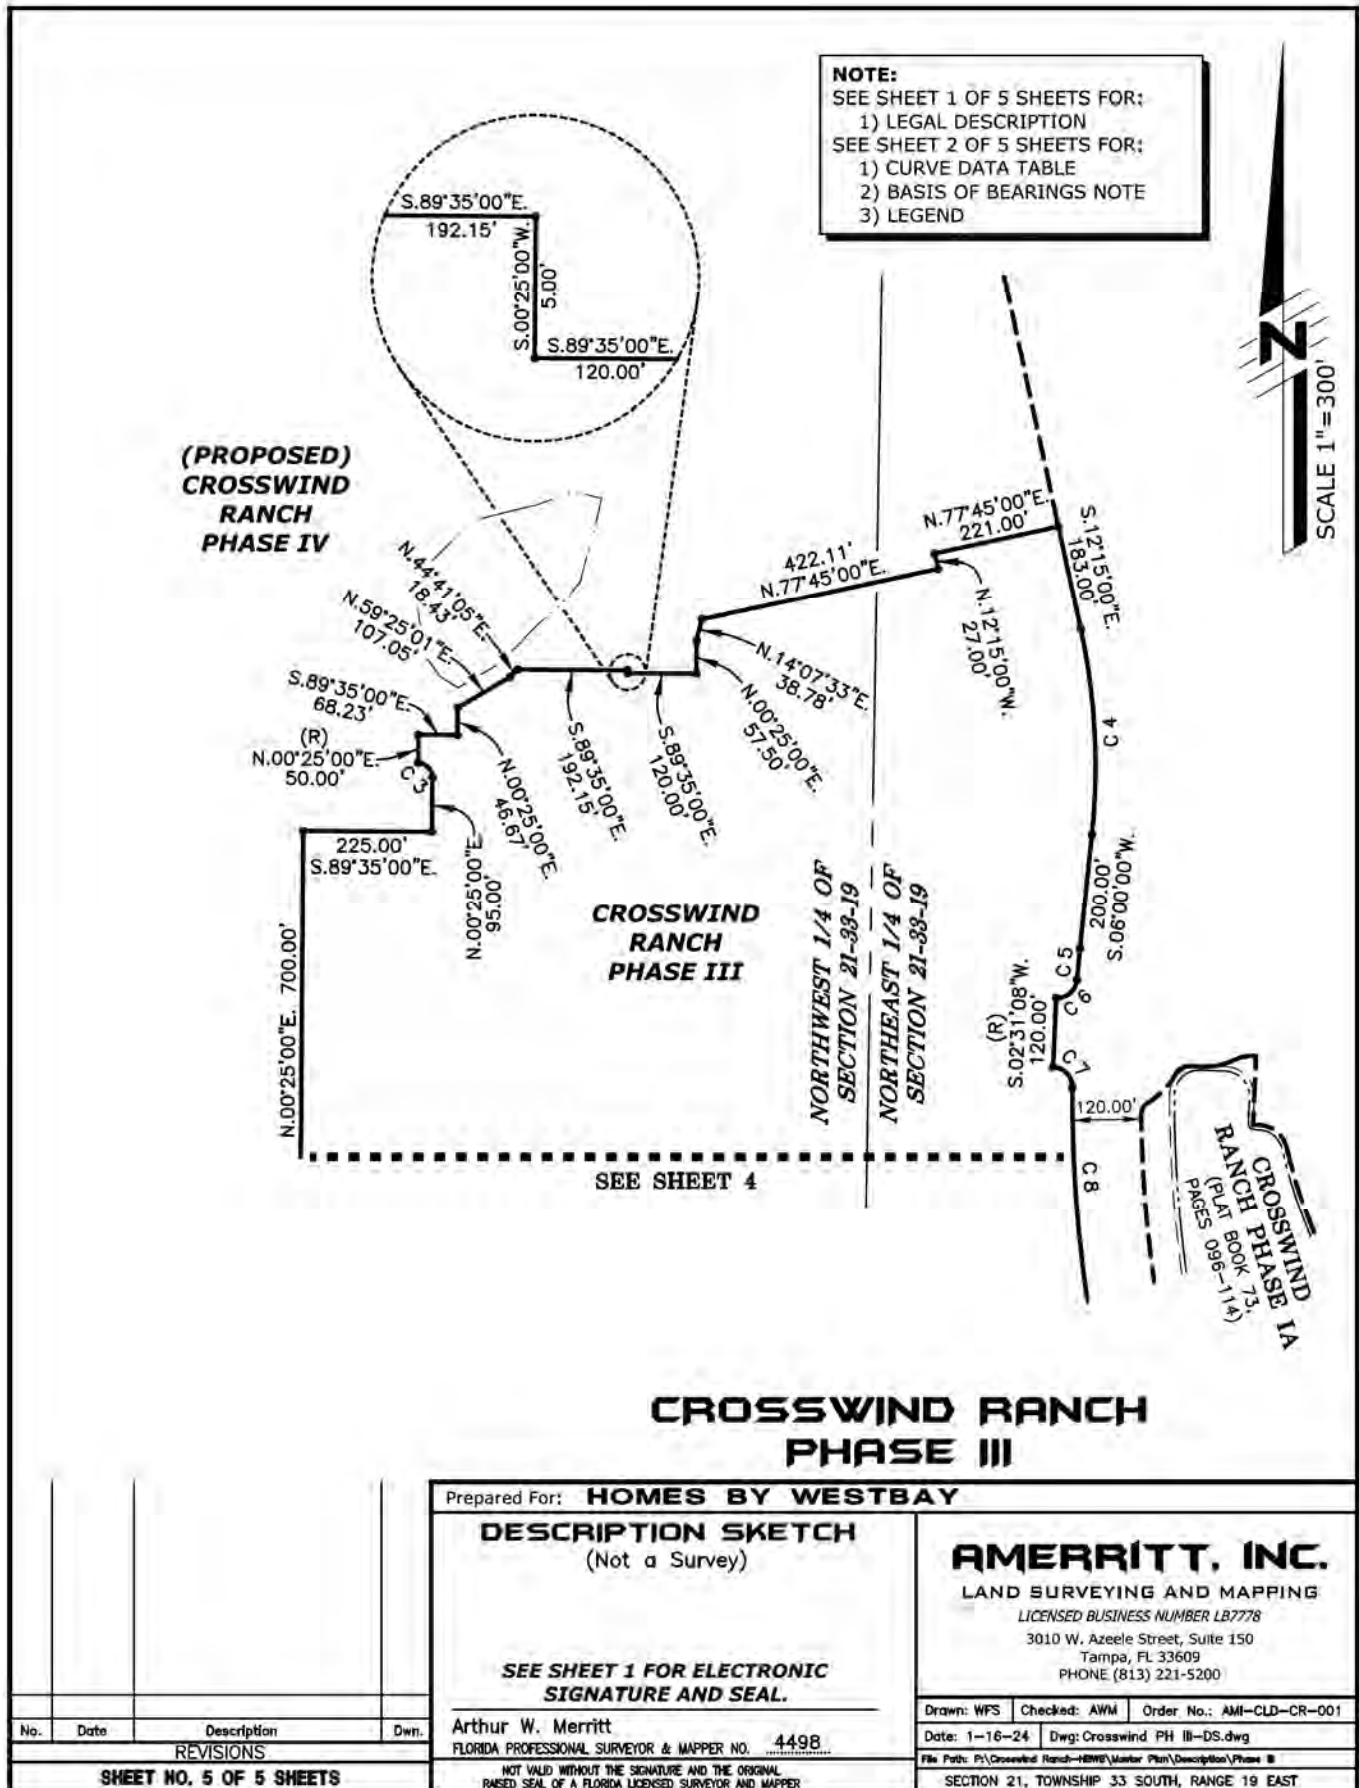 NOTE:
SEE SHEET 1 OF 5 SHEETS FOR:
1) LEGAL DESCRIPTION
SEE SHEET 2 OF 5 SHEETS FOR:
1) CURVE DATA TABLE
2) BASIS OF BEARINGS NOTE
3) LEGEND
N
SCALE 1"=300'
S.89°35'00"E.
192.15'
S.00°25'00"W.
5.00'
S.89°35'00"E.
120.00'
(PROPOSED)
CROSSWIND
RANCH
PHASE IV
N.77°45'00"E.
221.00'
S.12°15'00"E.
183.00'
422.11'
N.77°45'00"E.
N.12°15'00"W.
27.00'
N.44°41'05"E.
18.43'
N.59°25'01"E.
107.05'
S.89°35'00"E.
68.23'
(R)
N.00°25'00"E.
50.00'
C 3
N.14°07'33"E.
38.78'
N.00°25'00"E.
57.50'
S.89°35'00"E.
120.00'
S.89°35'00"E.
192.15'
N.00°25'00"E.
46.67'
C 4
225.00'
S.89°35'00"E.
N.00°25'00"E.
95.00'
N.00°25'00"E. 700.00'
CROSSWIND
RANCH
PHASE III
NORTHWEST 1/4 OF
SECTION 21-33-19
NORTHEAST 1/4 OF
SECTION 21-33-19
200.00'
S.06°00'00"W.
C 5
C 6
(R)
S.02°31'08"W.
120.00'
C 7
120.00'
C 8
SEE SHEET 4
CROSSWIND
RANCH PHASE IA
(PLAT BOOK 73,
PAGES 096-114)
CROSSWIND RANCH
PHASE III
Prepared For: HOMES BY WESTBAY
DESCRIPTION SKETCH
(Not a Survey)
SEE SHEET 1 FOR ELECTRONIC
SIGNATURE AND SEAL.
Arthur W. Merritt
FLORIDA PROFESSIONAL SURVEYOR & MAPPER NO. 4498
NOT VALID WITHOUT THE SIGNATURE AND THE ORIGINAL
RAISED SEAL OF A FLORIDA LICENSED SURVEYOR AND MAPPER
AMERRITT, INC.
LAND SURVEYING AND MAPPING
LICENSED BUSINESS NUMBER LB7778
3010 W. Azeele Street, Suite 150
Tampa, FL 33609
PHONE (813) 221-5200
Drawn: WFS Checked: AWM Order No.: AMI-CLD-CR-001
Date: 1-16-24 Dwg: Crosswind PH III-DS.dwg
File Path: P:\Crosswind Ranch-HBWB\Master Plan\Description\Phase III
SECTION 21, TOWNSHIP 33 SOUTH, RANGE 19 EAST
No. Date Description Dwn.
REVISIONS
SHEET NO. 5 OF 5 SHEETS